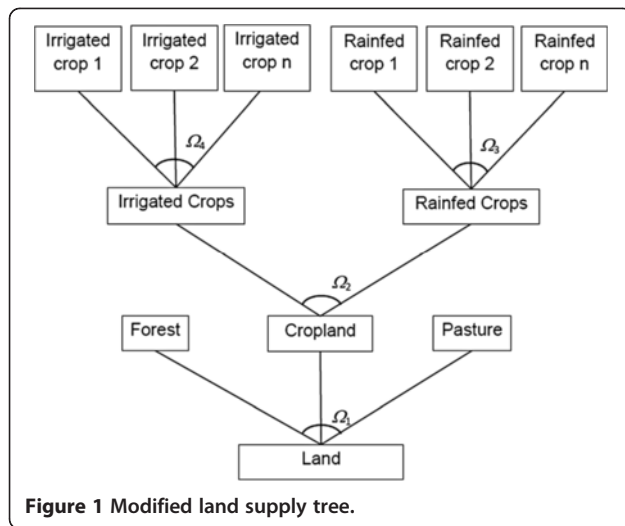 Irrigated crop 1
Irrigated crop 2
Irrigated crop n
Rainfed crop 1
Rainfed crop 2
Rainfed crop n
Ω4
Ω3
Irrigated Crops
Rainfed Crops
Ω2
Forest
Cropland
Pasture
Ω1
Land
Figure 1 Modified land supply tree.